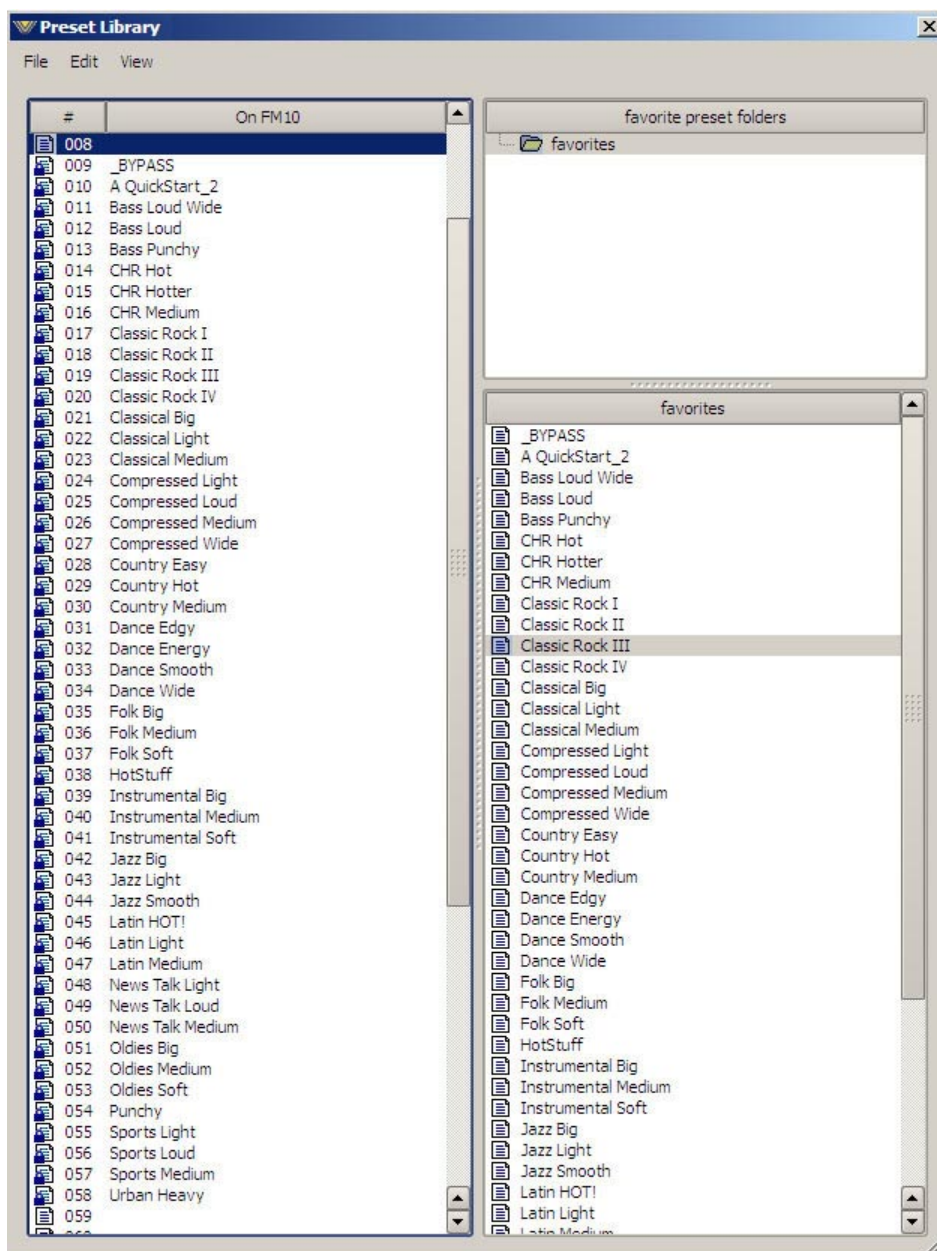 Preset Library
File Edit View
# On FM10
008
009 _BYPASS
010 A QuickStart_2
011 Bass Loud Wide
012 Bass Loud
013 Bass Punchy
014 CHR Hot
015 CHR Hotter
016 CHR Medium
017 Classic Rock I
018 Classic Rock II
019 Classic Rock III
020 Classic Rock IV
021 Classical Big
022 Classical Light
023 Classical Medium
024 Compressed Light
025 Compressed Loud
026 Compressed Medium
027 Compressed Wide
028 Country Easy
029 Country Hot
030 Country Medium
031 Dance Edgy
032 Dance Energy
033 Dance Smooth
034 Dance Wide
035 Folk Big
036 Folk Medium
037 Folk Soft
038 HotStuff
039 Instrumental Big
040 Instrumental Medium
041 Instrumental Soft
042 Jazz Big
043 Jazz Light
044 Jazz Smooth
045 Latin HOT!
046 Latin Light
047 Latin Medium
048 News Talk Light
049 News Talk Loud
050 News Talk Medium
051 Oldies Big
052 Oldies Medium
053 Oldies Soft
054 Punchy
055 Sports Light
056 Sports Loud
057 Sports Medium
058 Urban Heavy
059
favorite preset folders
favorites
favorites
_BYPASS
A QuickStart_2
Bass Loud Wide
Bass Loud
Bass Punchy
CHR Hot
CHR Hotter
CHR Medium
Classic Rock I
Classic Rock II
Classic Rock III
Classic Rock IV
Classical Big
Classical Light
Classical Medium
Compressed Light
Compressed Loud
Compressed Medium
Compressed Wide
Country Easy
Country Hot
Country Medium
Dance Edgy
Dance Energy
Dance Smooth
Dance Wide
Folk Big
Folk Medium
Folk Soft
HotStuff
Instrumental Big
Instrumental Medium
Instrumental Soft
Jazz Big
Jazz Light
Jazz Smooth
Latin HOT!
Latin Light
Latin Medium